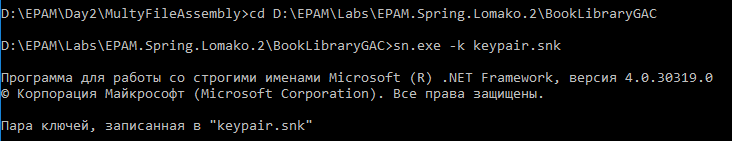 D:\EPAM\Day2\MultyFileAssembly>cd D:\EPAM\Labs\EPAM.Spring.Lomako.2\BookLibraryGAC
D:\EPAM\Labs\EPAM.Spring.Lomako.2\BookLibraryGAC>sn.exe -k keypair.snk
Программа для работы со строгими именами Microsoft (R) .NET Framework, версия 4.0.30319.0
© Корпорация Майкрософт (Microsoft Corporation). Все права защищены.
Пара ключей, записанная в "keypair.snk"